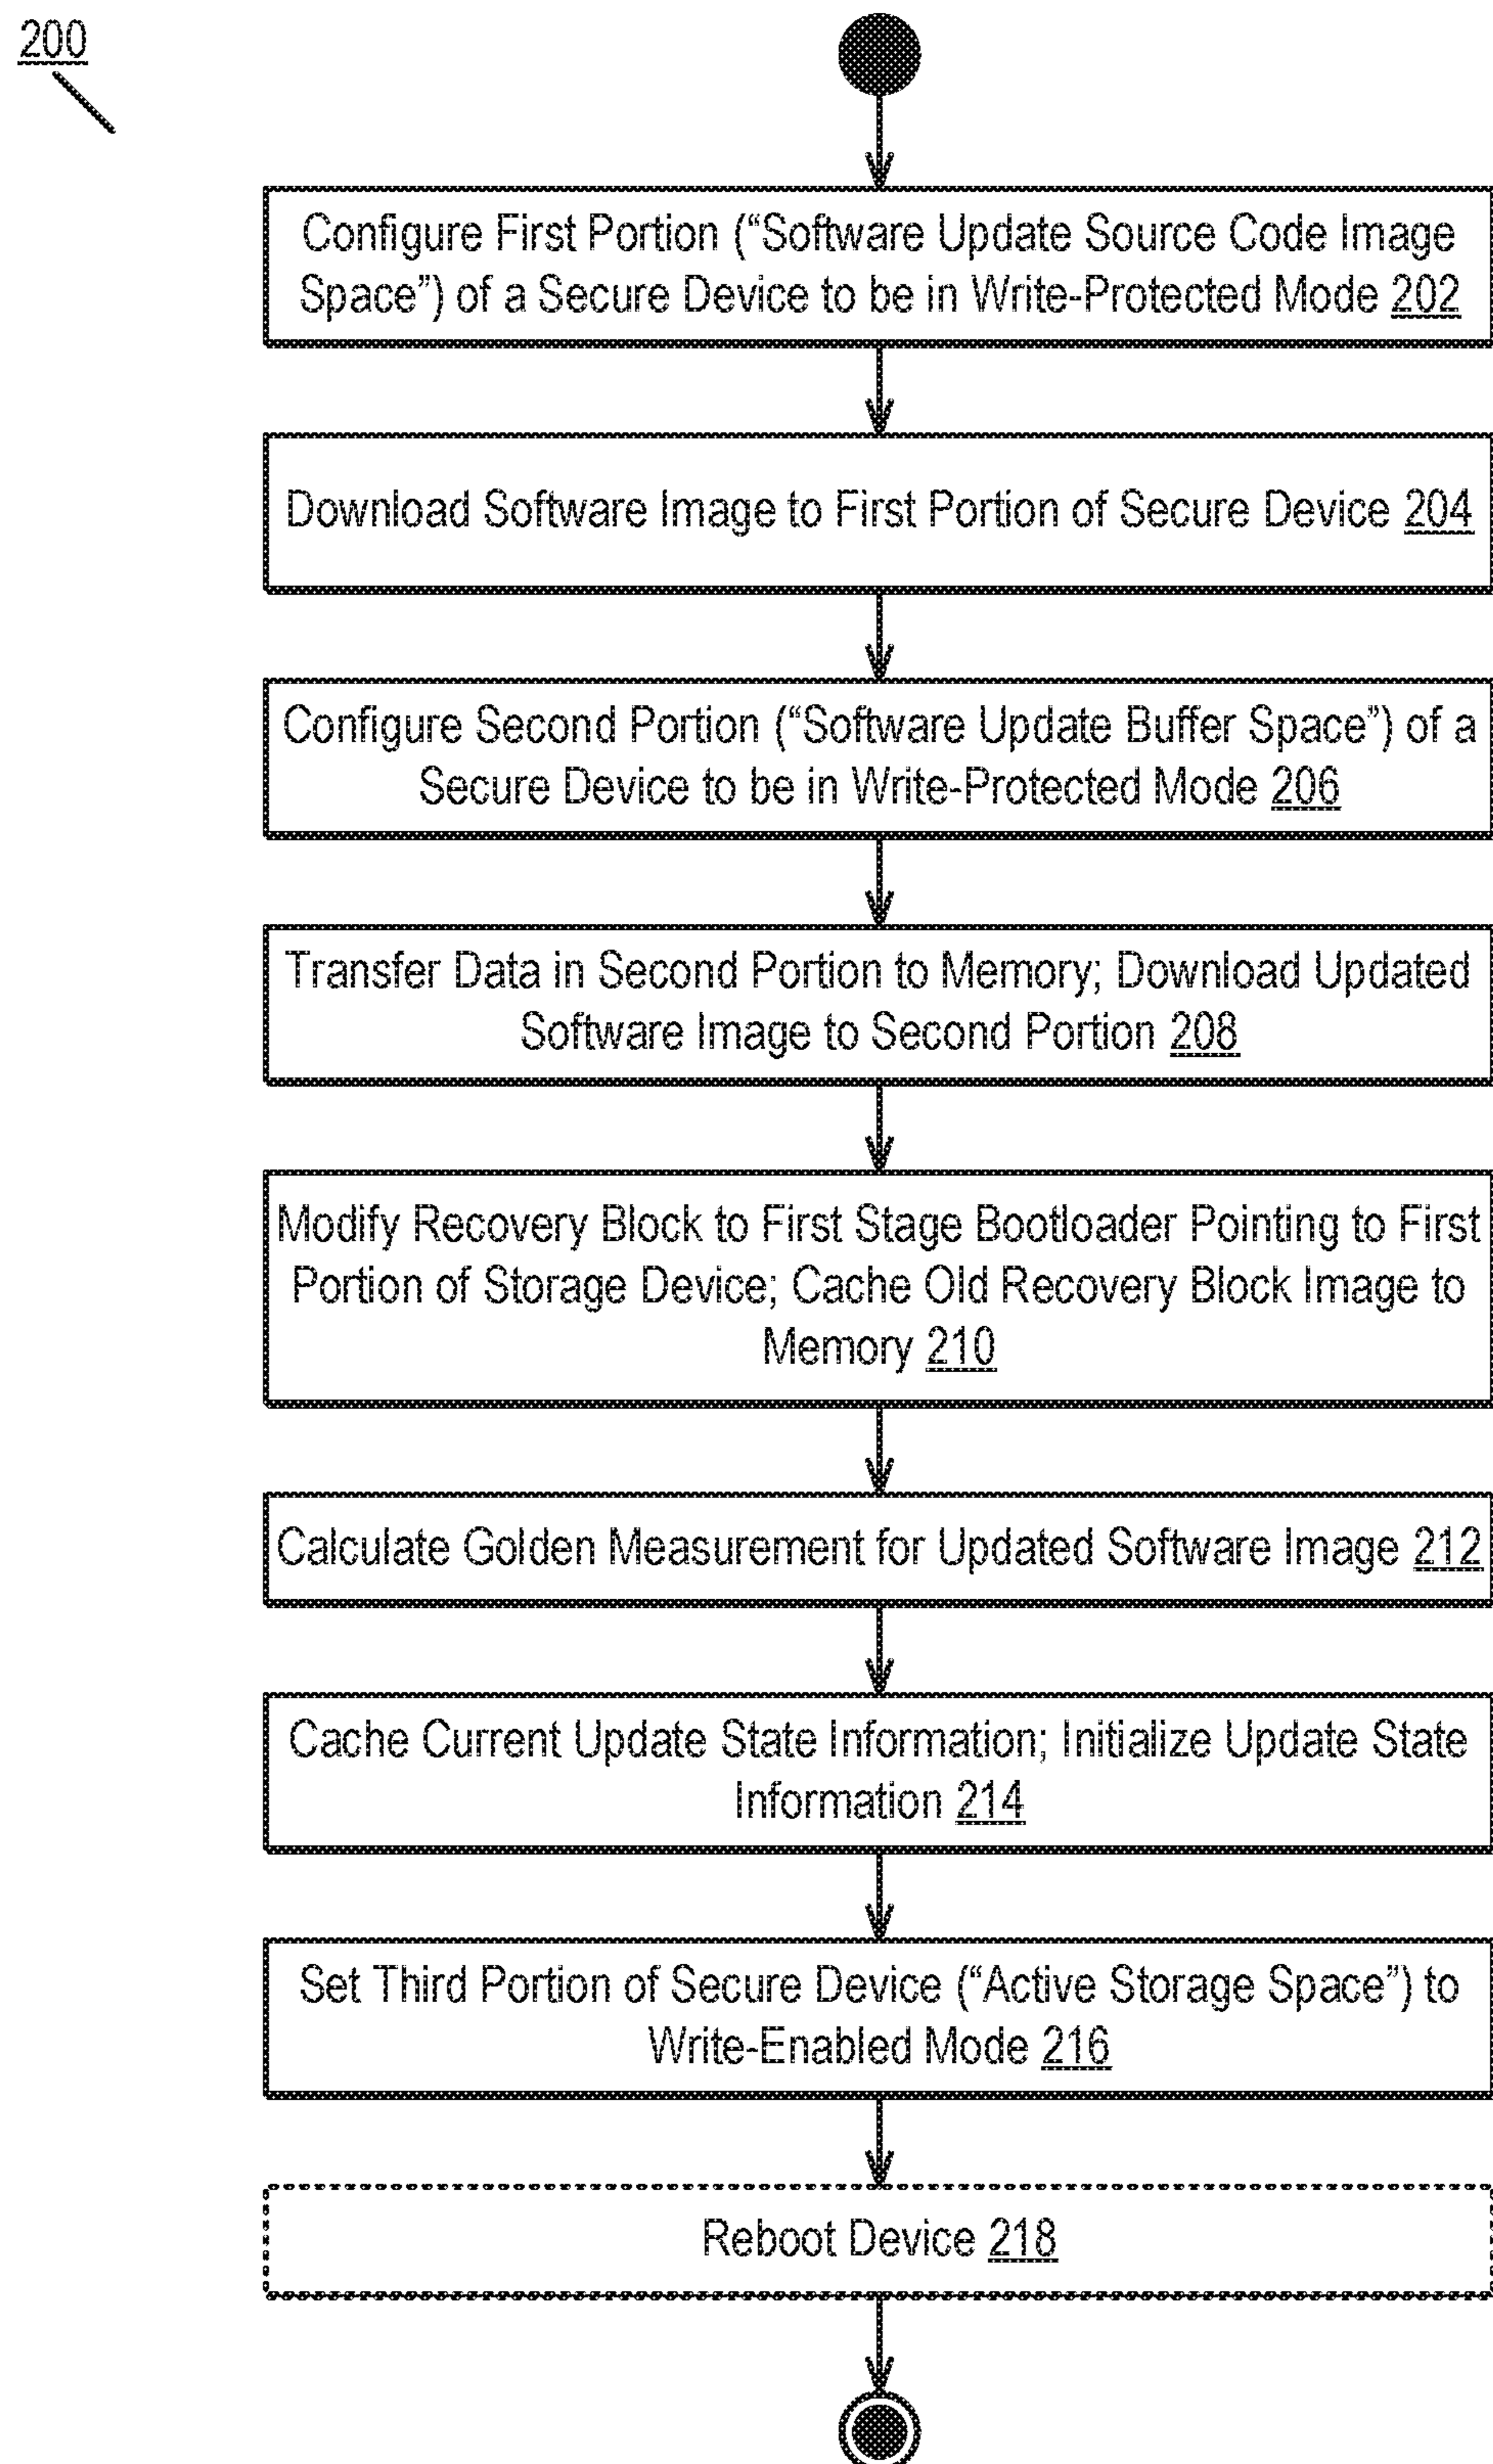 200
Configure First Portion (“Software Update Source Code Image
Space”) of a Secure Device to be in Write-Protected Mode 202
Download Software Image to First Portion of Secure Device 204
Configure Second Portion (“Software Update Buffer Space”) of a
Secure Device to be in Write-Protected Mode 206
Transfer Data in Second Portion to Memory; Download Updated
Software Image to Second Portion 208
Modify Recovery Block to First Stage Bootloader Pointing to First
Portion of Storage Device; Cache Old Recovery Block Image to
Memory 210
Calculate Golden Measurement for Updated Software Image 212
Cache Current Update State Information; Initialize Update State
Information 214
Set Third Portion of Secure Device (“Active Storage Space”) to
Write-Enabled Mode 216
Reboot Device 218